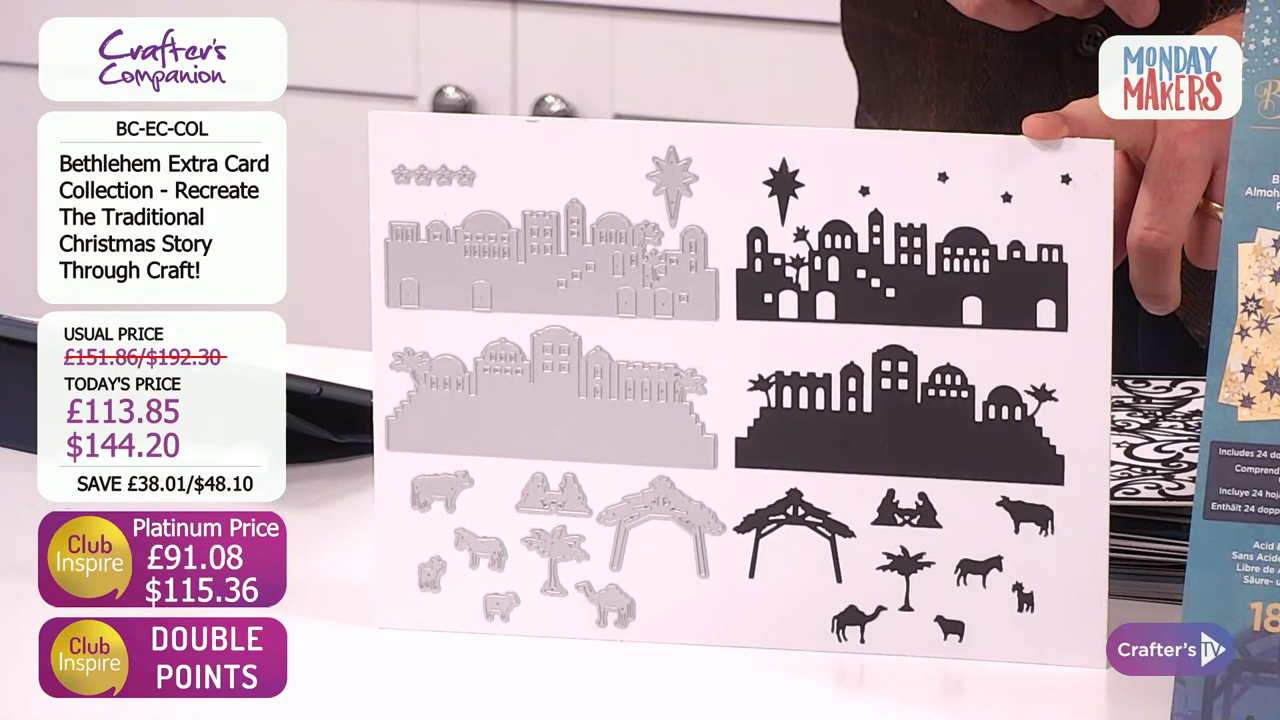 Crafter's
Companion
BC-EC-COL
Bethlehem Extra Card
Collection - Recreate
The Traditional
Christmas Story
Through Craft!
USUAL PRICE
£151.86/$192.30
TODAY'S PRICE
£113.85
$144.20
SAVE £38.01/$48.10
Club
Inspire
Platinum Price
£91.08
$115.36
Club
Inspire
DOUBLE
POINTS
MONDAY
MAKERS
Includes 24 do
Comprend
Incluye 24 hoj
Enthält 24 dopp
Acid
Sans Acid
Libre de
Säure- u
18
Crafter's TV